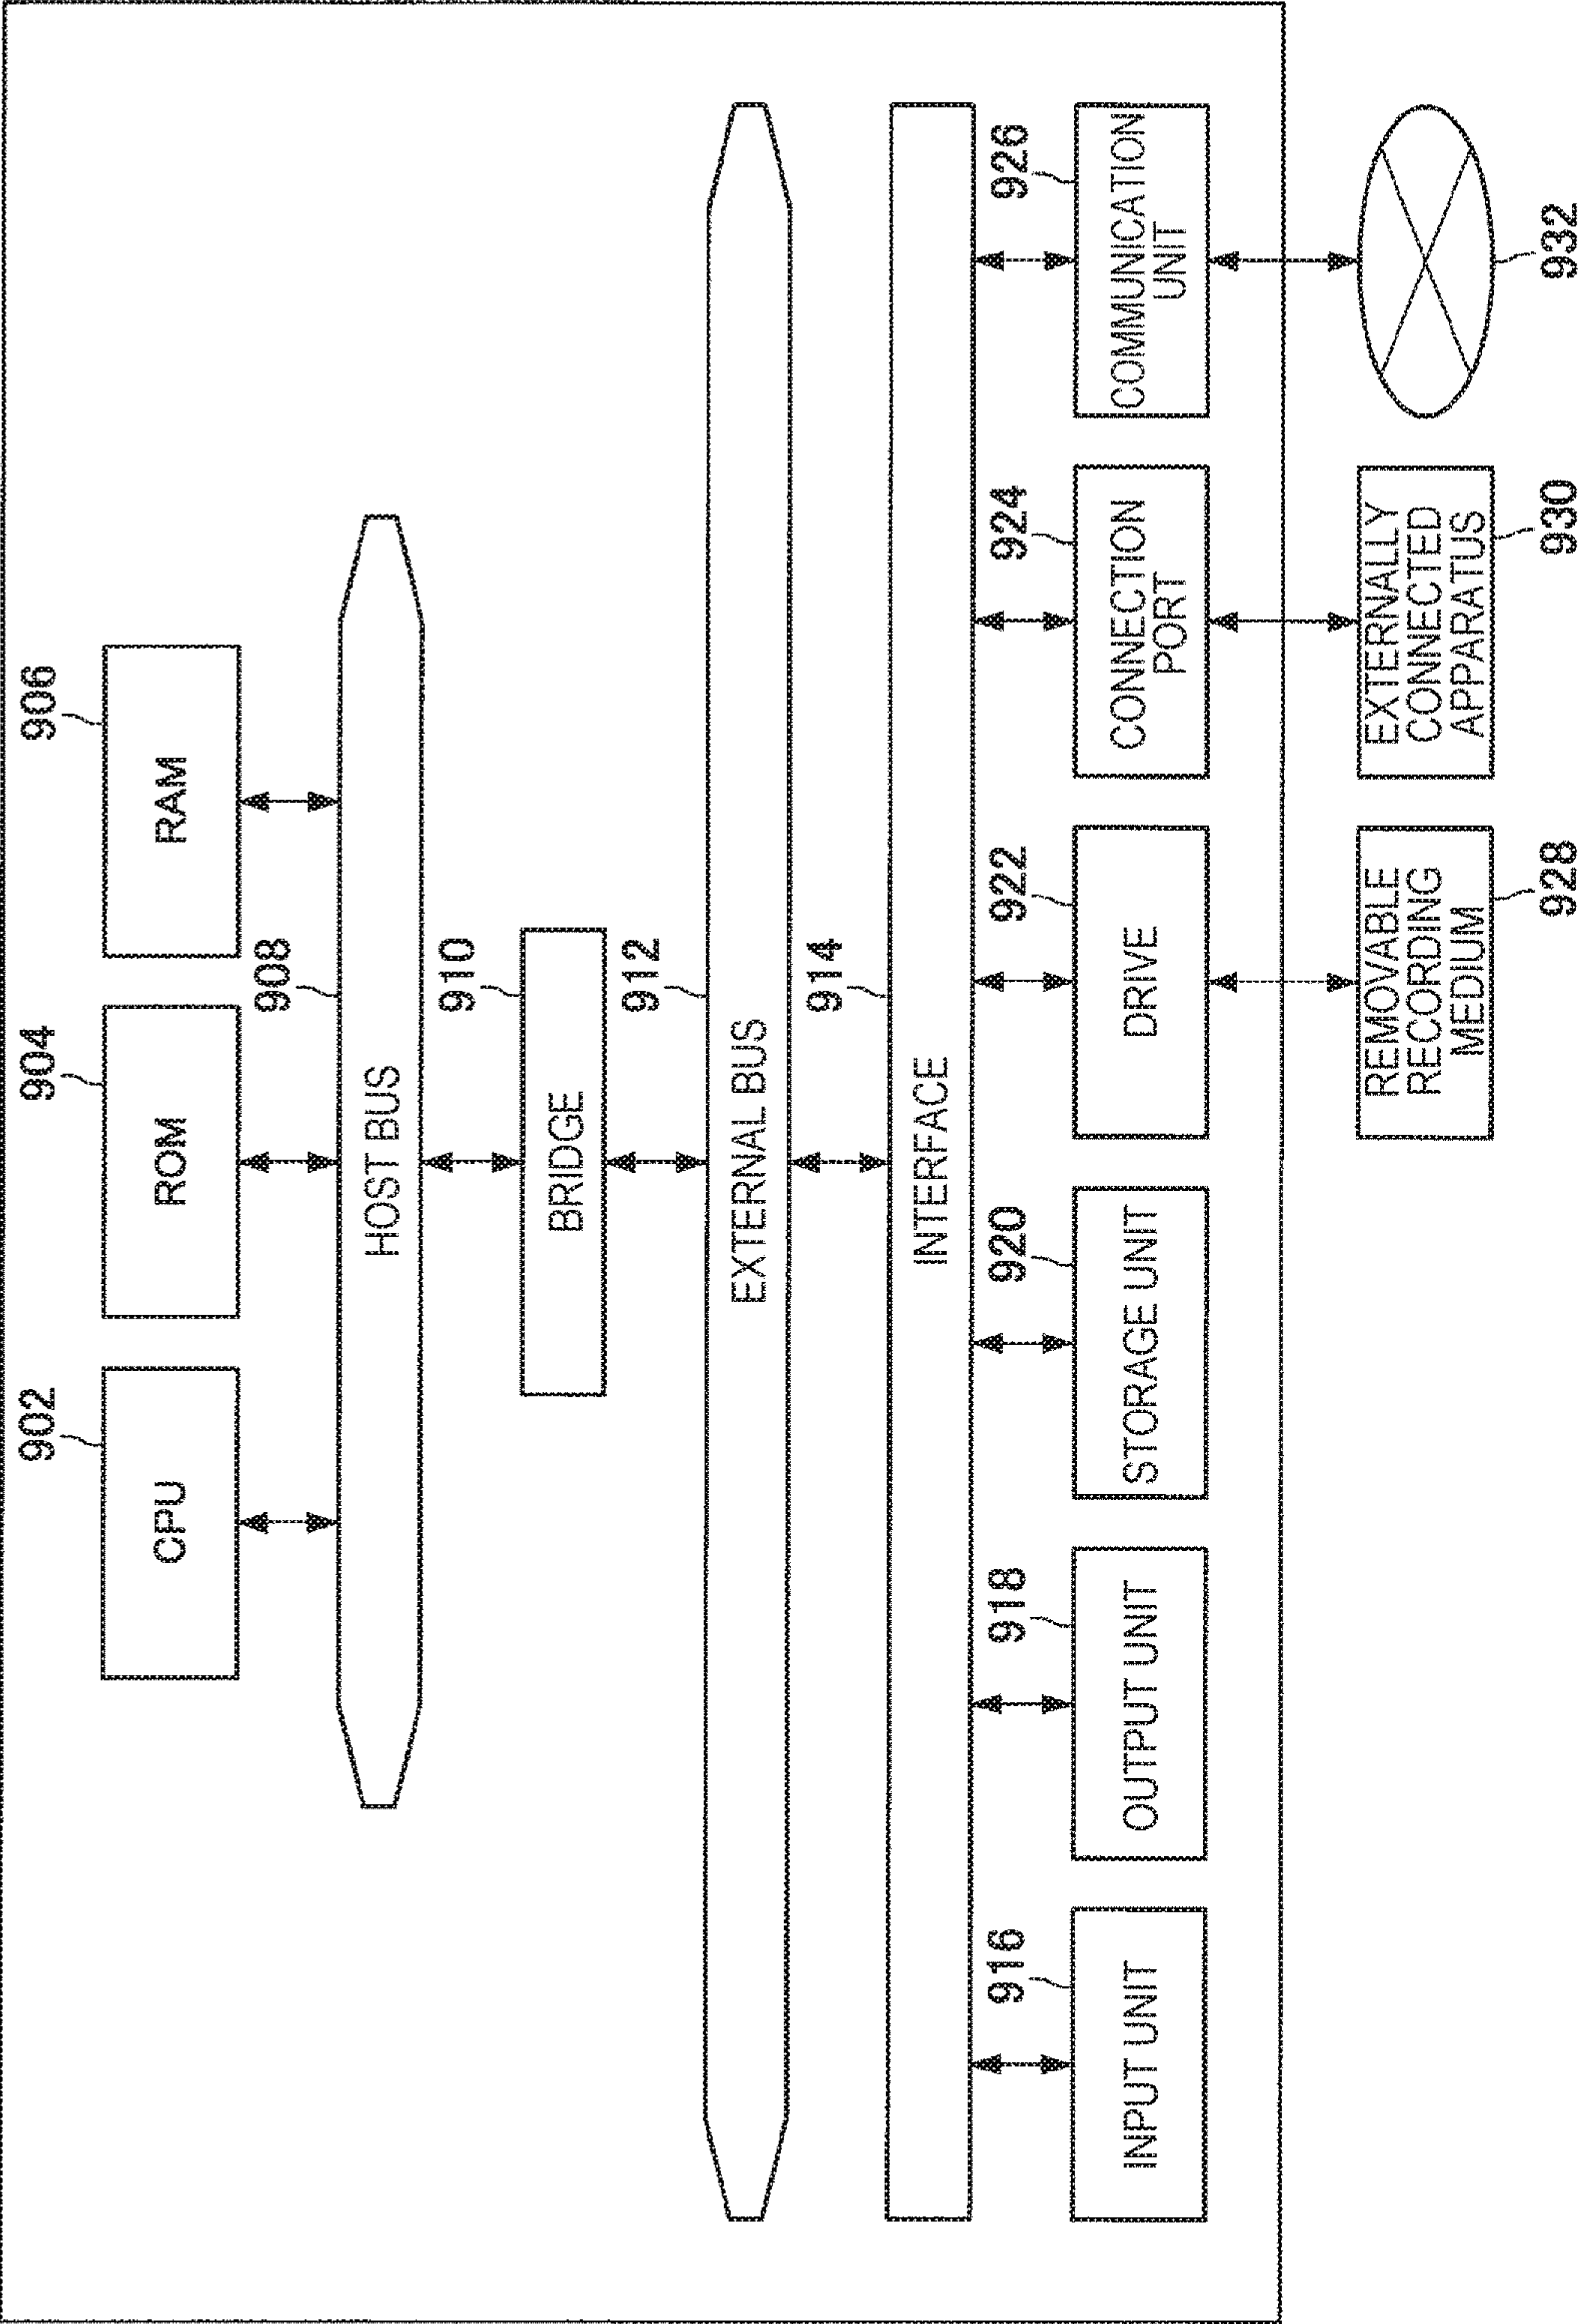 902
904
906
CPU
ROM
RAM
908
HOST BUS
910
BRIDGE
912
EXTERNAL BUS
914
INTERFACE
916
918
920
922
924
926
INPUT UNIT
OUTPUT UNIT
STORAGE UNIT
DRIVE
CONNECTION
PORT
COMMUNICATION
UNIT
REMOVABLE
RECORDING
MEDIUM
EXTERNALLY
CONNECTED
APPARATUS
928
930
932